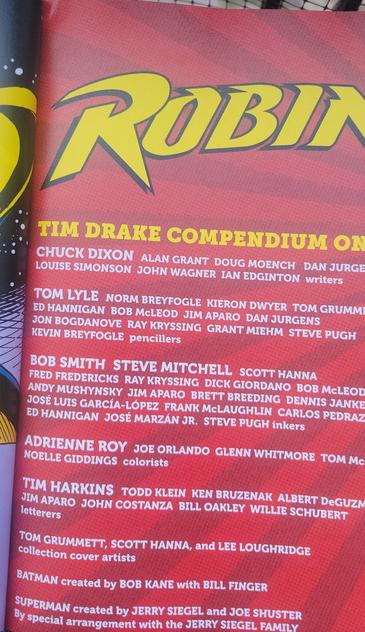 ROBIN
TIM DRAKE COMPENDIUM ON
CHUCK DIXON ALAN GRANT DOUG MOENCH DAN JURGE
LOUISE SIMONSON JOHN WAGNER IAN EDGINTON writers
TOM LYLE NORM BREYFOGLE KIERON DWYER TOM GRUMME
ED HANNIGAN BOB McLEOD JIM APARO DAN JURGENS
JON BOGDANOVE RAY KRYSSING GRANT MIEHM STEVE PUGH
KEVIN BREYFOGLE pencillers
BOB SMITH STEVE MITCHELL SCOTT HANNA
FRED FREDERICKS RAY KRYSSING DICK GIORDANO BOB McLEOD
ANDY MUSHYNSKY JIM APARO BRETT BREEDING DENNIS JANKE
JOSÉ LUIS GARCÍA-LÓPEZ FRANK McLAUGHLIN CARLOS PEDRAZ
ED HANNIGAN JOSÉ MARZÁN JR. STEVE PUGH inkers
ADRIENNE ROY JOE ORLANDO GLENN WHITMORE TOM Mc
NOELLE GIDDINGS colorists
TIM HARKINS TODD KLEIN KEN BRUZENAK ALBERT DeGUZM
JIM APARO JOHN COSTANZA BILL OAKLEY WILLIE SCHUBERT
letterers
TOM GRUMMETT, SCOTT HANNA, and LEE LOUGHRIDGE
collection cover artists
BATMAN created by BOB KANE with BILL FINGER
SUPERMAN created by JERRY SIEGEL and JOE SHUSTER
By special arrangement with the JERRY SIEGEL FAMILY